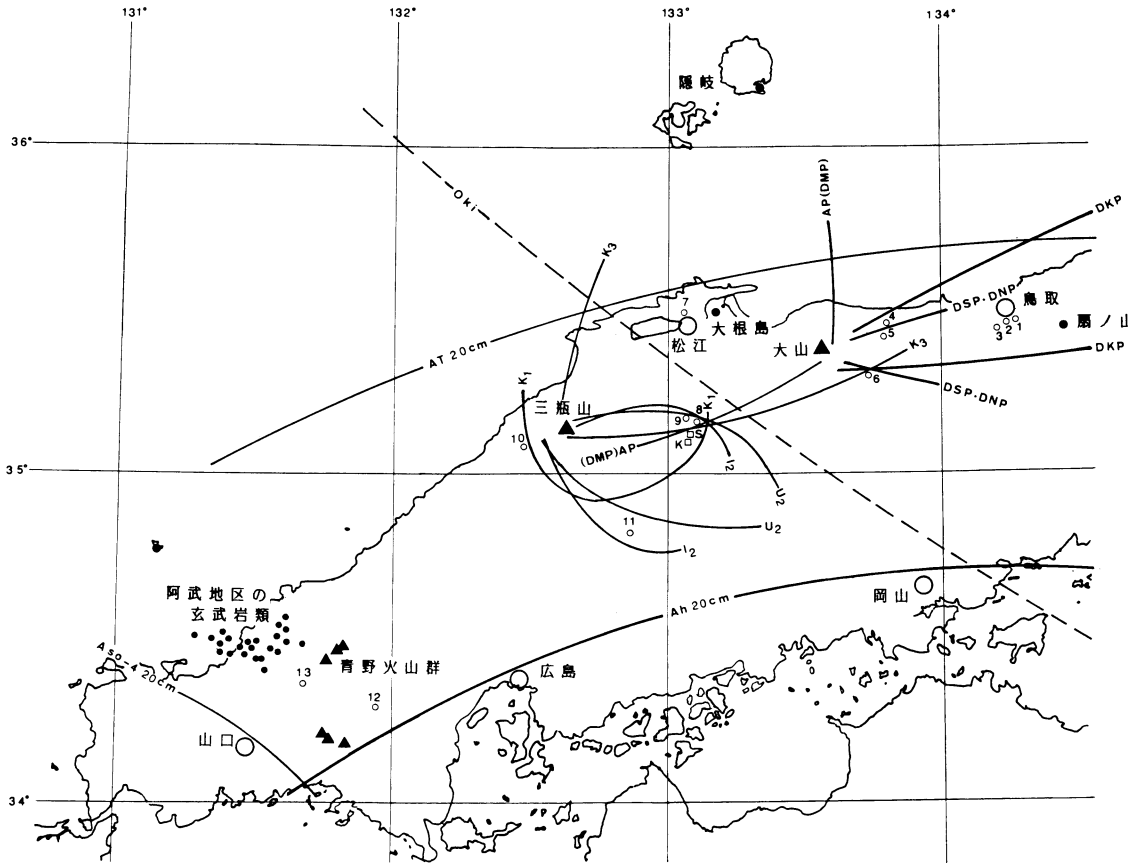 131°
132°
133°
134°
隠岐
36°
Oki
AP(DMP)
DKP
K3
DSP・DNP
鳥取
7
大根島
4
扇ノ山
松江
5
3 2 1
大山
K3
AT 20cm
DKP
6
K1
DSP・DNP
三瓶山
K1
8
9
S
10
K
(DMP)AP
I2
35°
U2
11
U2
I2
阿武地区の
玄武岩類
岡山
Ah 20cm
Aso-4 20cm
青野火山群
広島
13
12
山口
34°